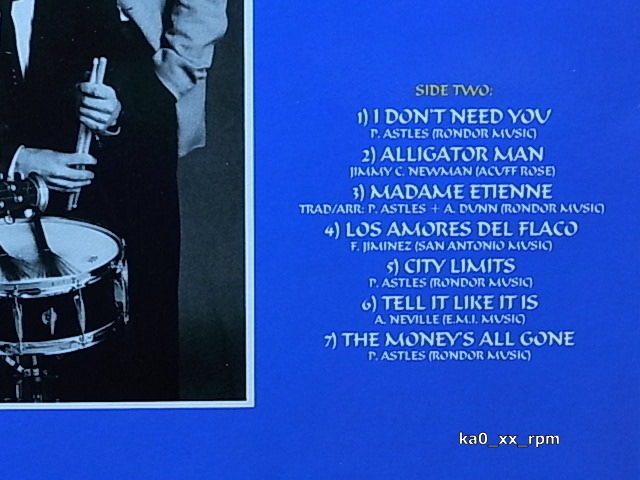 SIDE TWO:
1) I DON'T NEED YOU
P. ASTLES (RONDOR MUSIC)
2) ALLIGATOR MAN
JIMMY C. NEWMAN (ACUFF ROSE)
3) MADAME ETIENNE
TRAD/ARR: P. ASTLES + A. DUNN (RONDOR MUSIC)
4) LOS AMORES DEL FLACO
F. JIMINEZ (SAN ANTONIO MUSIC)
5) CITY LIMITS
P. ASTLES (RONDOR MUSIC)
6) TELL IT LIKE IT IS
A. NEVILLE (E.M.I. MUSIC)
7) THE MONEY'S ALL GONE
P. ASTLES (RONDOR MUSIC)
ka0_xx_rpm